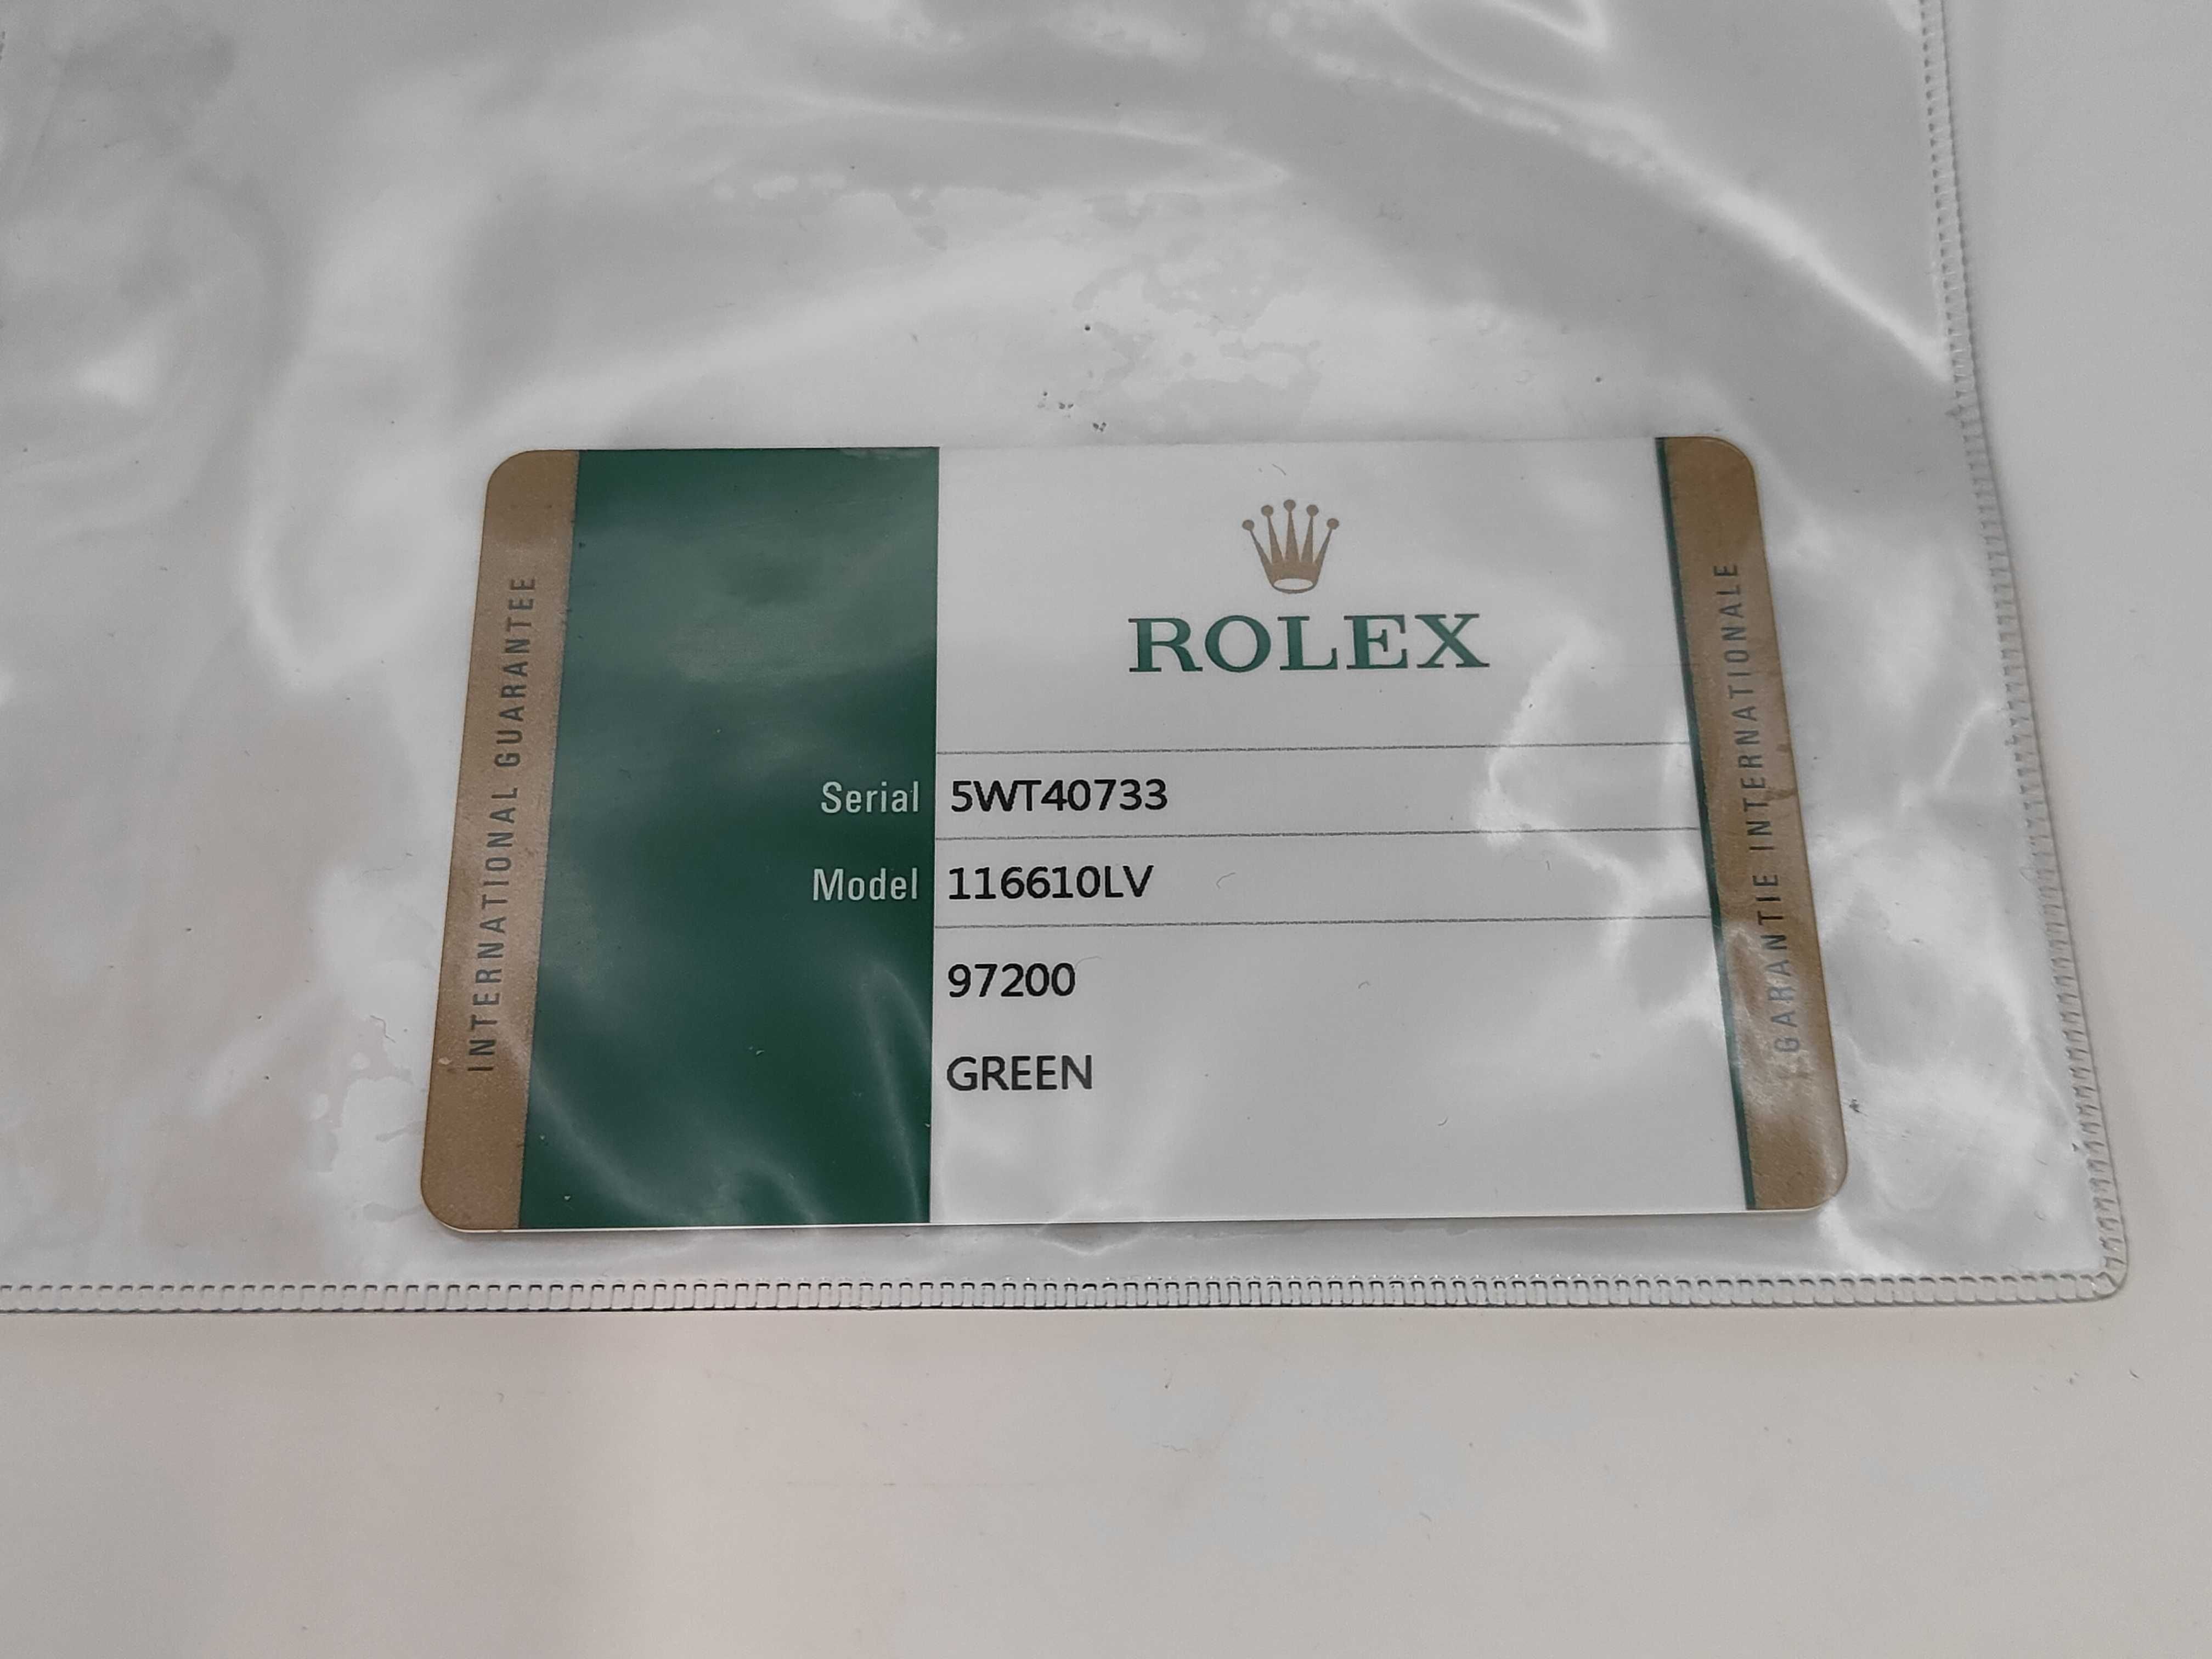 INTERNATIONAL GUARANTEE
ROLEX
Serial 5WT40733
Model 116610LV
97200
GREEN
GARANTIE INTERNATIONALE